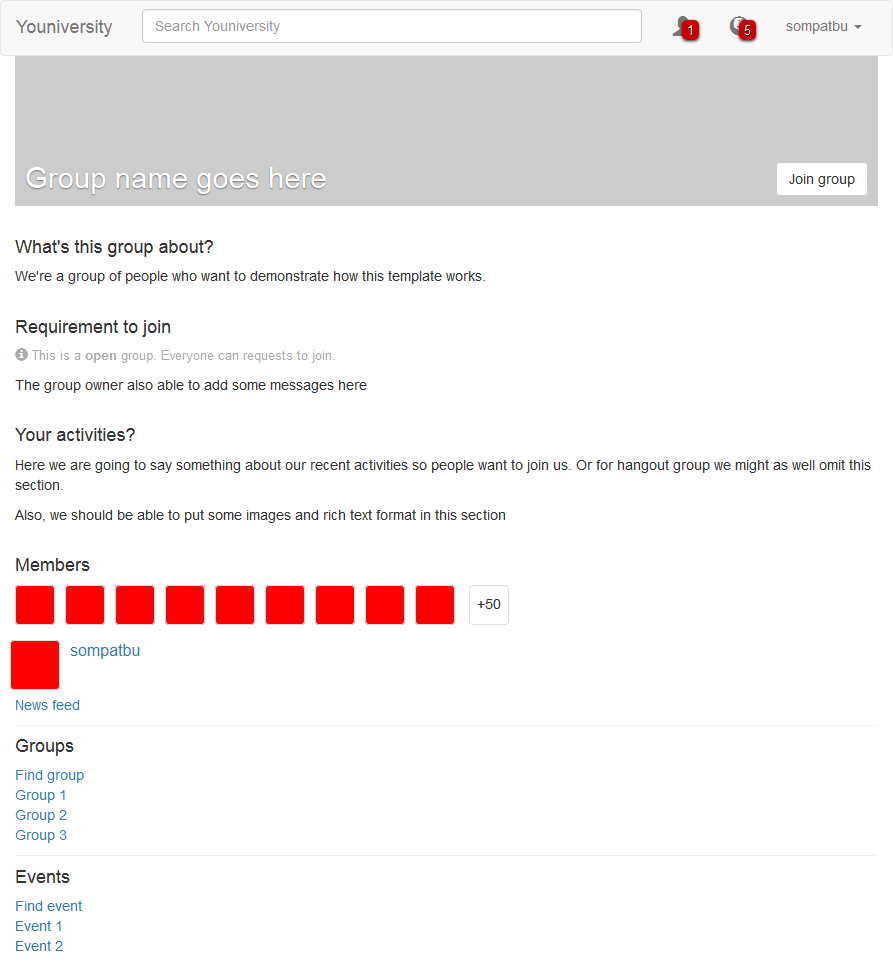 Youniversity
Search Youniversity
1
5
sompatbu
Group name goes here
Join group
What's this group about?
We're a group of people who want to demonstrate how this template works.
Requirement to join
This is a open group. Everyone can requests to join.
The group owner also able to add some messages here
Your activities?
Here we are going to say something about our recent activities so people want to join us. Or for hangout group we might as well omit this
section.
Also, we should be able to put some images and rich text format in this section
Members
+50
sompatbu
News feed
Groups
Find group
Group 1
Group 2
Group 3
Events
Find event
Event 1
Event 2